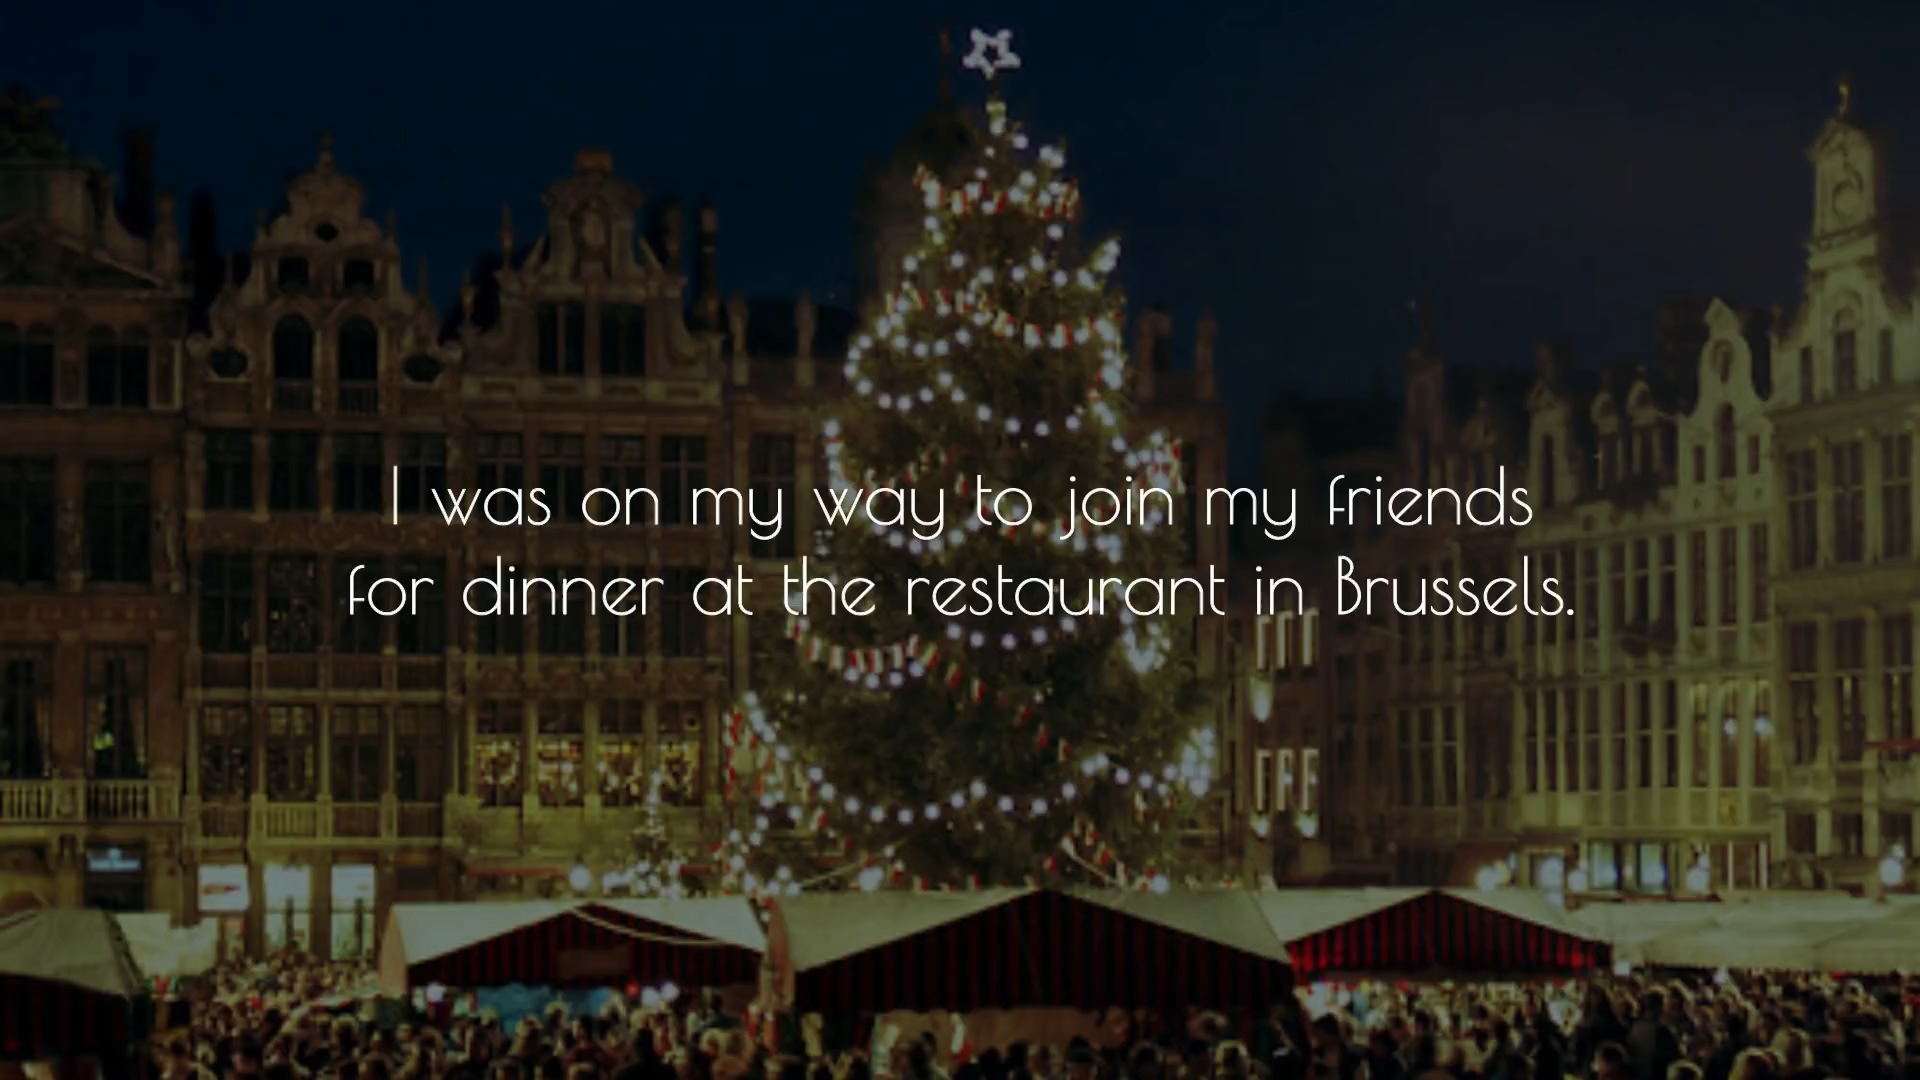 I was on my way to join my friends
for dinner at the restaurant in Brussels.